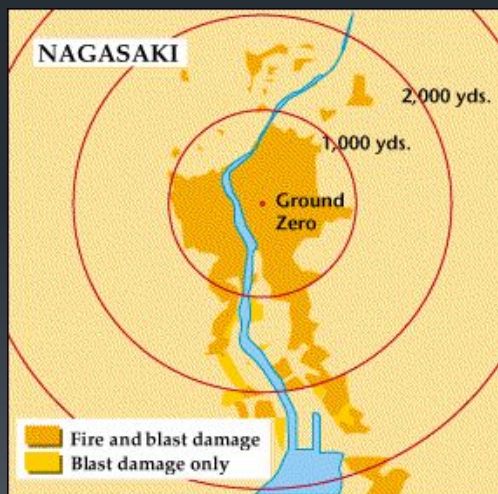 NAGASAKI
2,000 yds.
1,000 yds.
Ground
Zero
Fire and blast damage
Blast damage only